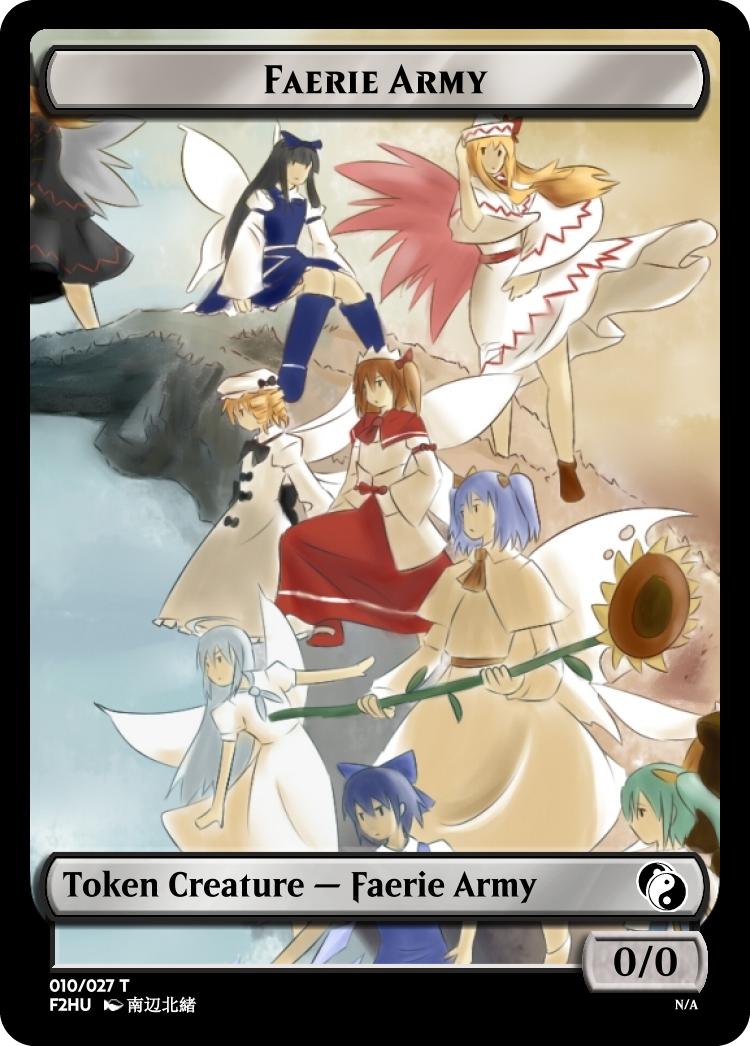 Faerie Army
Token Creature — Faerie Army
0/0
010/027 T
F2HU 南辺北緒
N/A